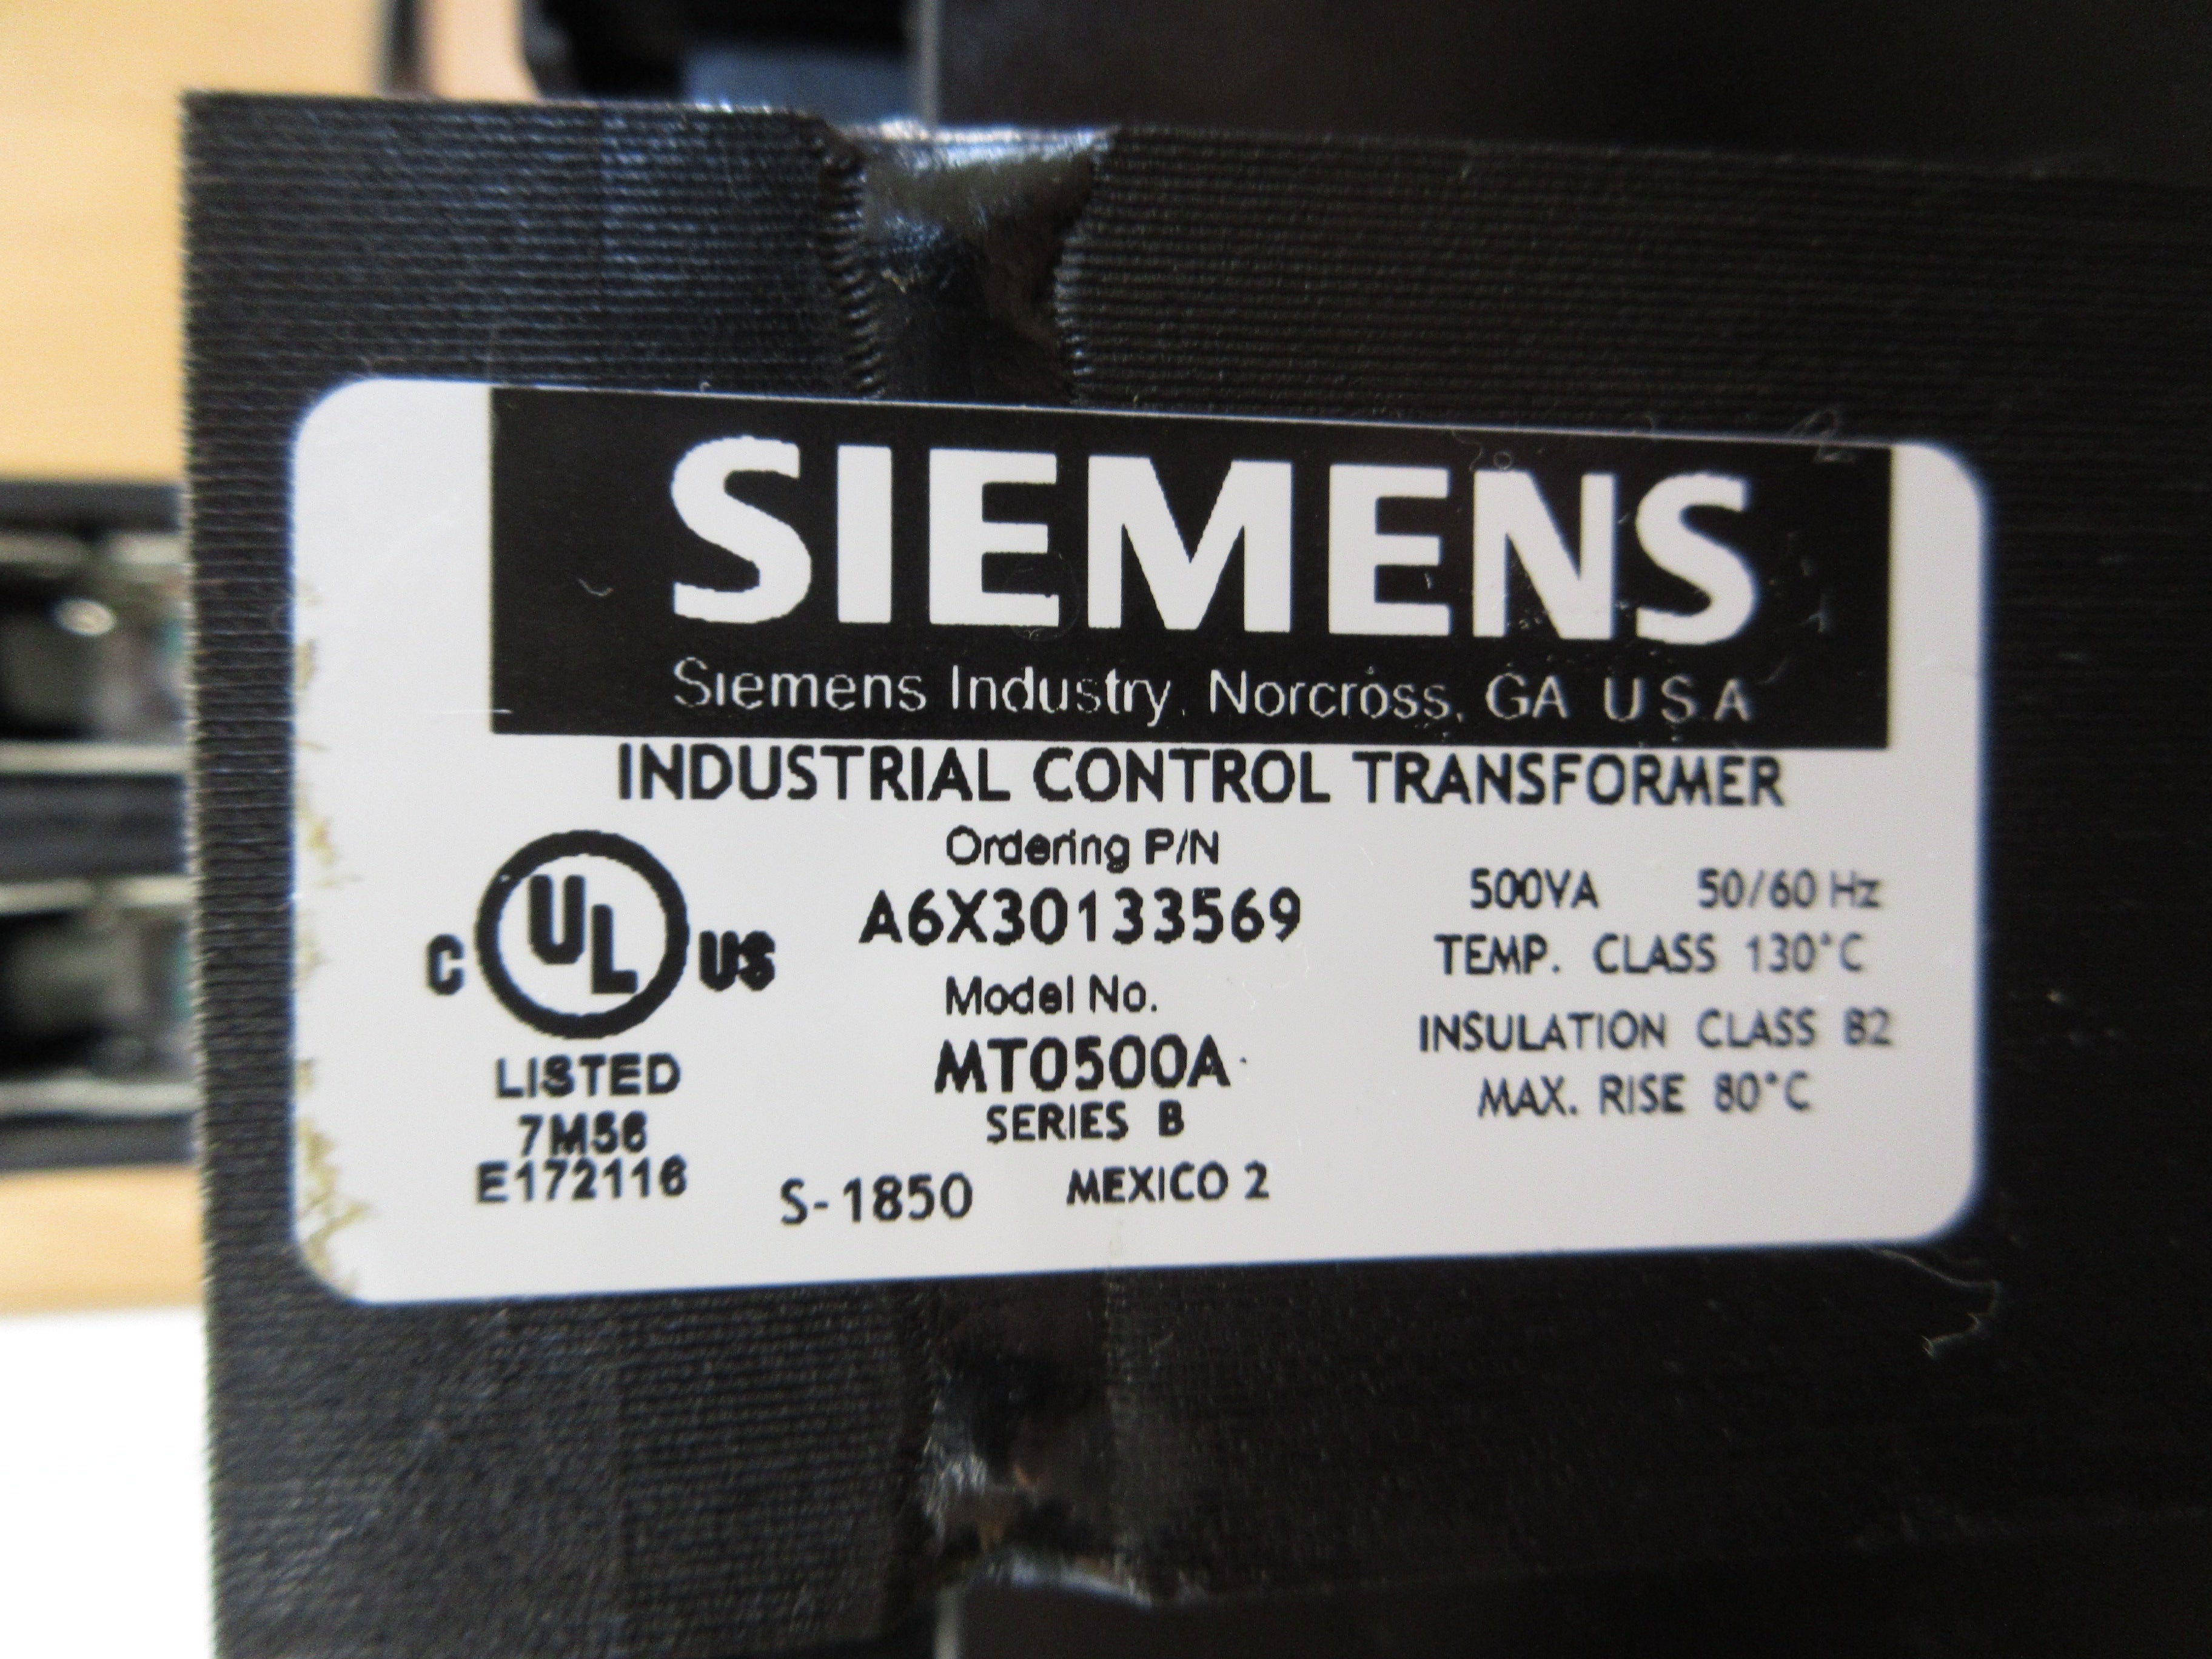 SIEMENS
Siemens Industry, Norcross, GA U S A
INDUSTRIAL CONTROL TRANSFORMER
Ordering P/N
A6X30133569
Model No.
MT0500A
SERIES B
C UL US
LISTED
7M56
E172116
S-1850
MEXICO 2
500VA 50/60 Hz
TEMP. CLASS 130°C
INSULATION CLASS B2
MAX. RISE 80°C